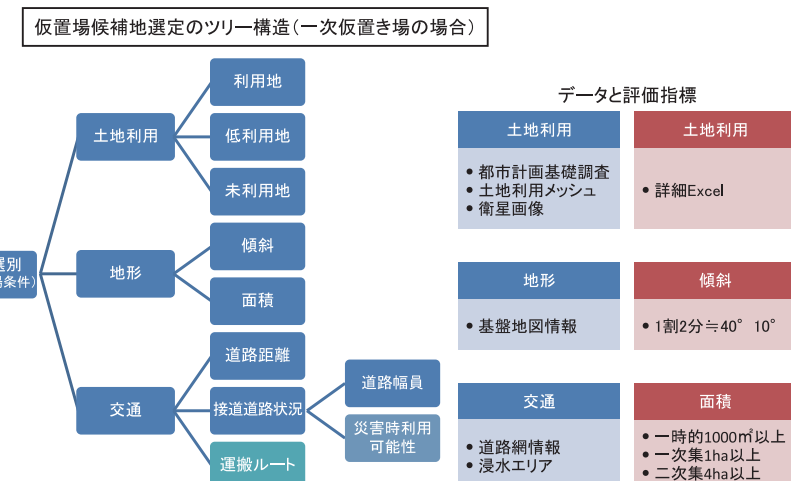 仮置場候補地選定のツリー構造(一次仮置き場の場合)
利用地
土地利用
低利用地
未利用地
選別
場条件)
地形
傾斜
面積
道路距離
交通
接道道路状況
運搬ルート
道路幅員
災害時利用
可能性
データと評価指標
土地利用
• 都市計画基礎調査
• 土地利用メッシュ
• 衛星画像
土地利用
• 詳細Excel
地形
• 基盤地図情報
傾斜
• 1割2分≒40° 10°
交通
• 道路網情報
• 浸水エリア
面積
• 一時的1000㎡以上
• 一次集1ha以上
• 二次集4ha以上